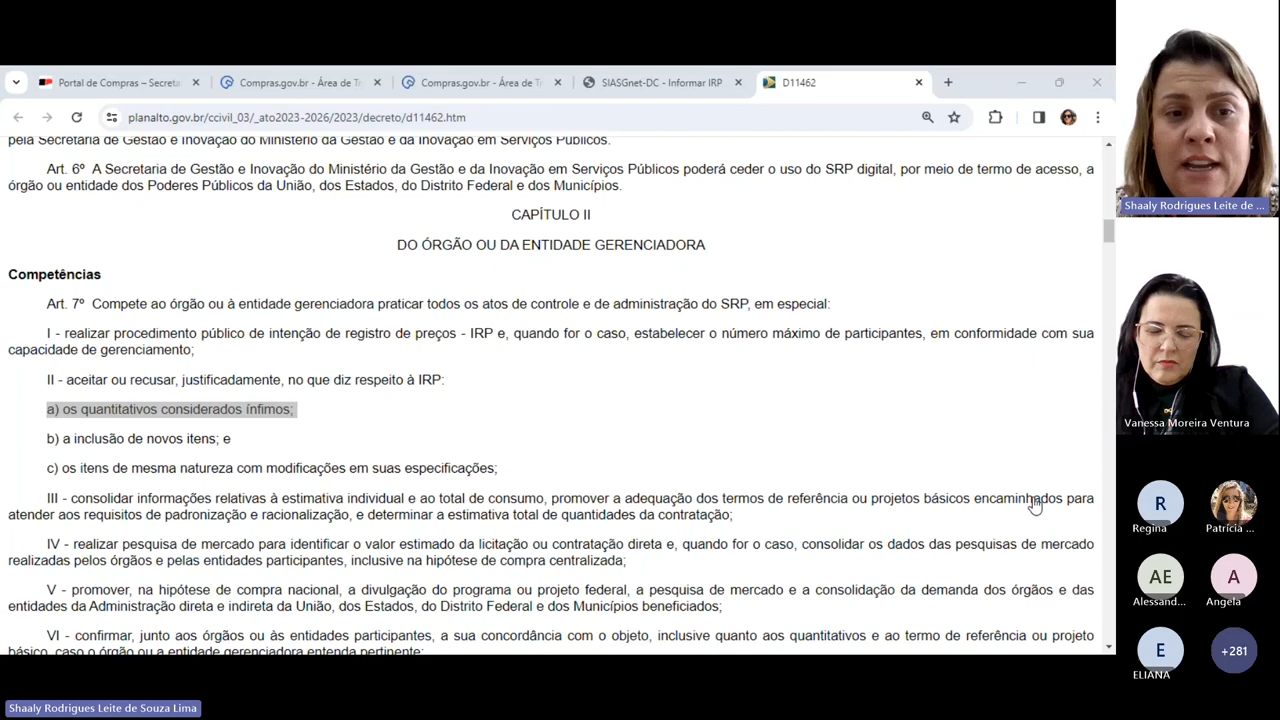 Portal de Compras – Secreta
Compras.gov.br - Área de Tr
Compras.gov.br - Área de Tr
SIASGnet-DC - Informar IRP
D11462
planalto.gov.br/ccivil_03/_ato2023-2026/2023/decreto/d11462.htm
pela Secretaria de Gestão e Inovação do Ministério da Gestão e da Inovação em Serviços Públicos.
Art. 6º A Secretaria de Gestão e Inovação do Ministério da Gestão e da Inovação em Serviços Públicos poderá ceder o uso do SRP digital, por meio de termo de acesso, a
órgão ou entidade dos Poderes Públicos da União, dos Estados, do Distrito Federal e dos Municípios.
CAPÍTULO II
DO ÓRGÃO OU DA ENTIDADE GERENCIADORA
Competências
Art. 7º Compete ao órgão ou à entidade gerenciadora praticar todos os atos de controle e de administração do SRP, em especial:
I - realizar procedimento público de intenção de registro de preços - IRP e, quando for o caso, estabelecer o número máximo de participantes, em conformidade com sua
capacidade de gerenciamento;
II - aceitar ou recusar, justificadamente, no que diz respeito à IRP:
a) os quantitativos considerados ínfimos;
b) a inclusão de novos itens; e
c) os itens de mesma natureza com modificações em suas especificações;
III - consolidar informações relativas à estimativa individual e ao total de consumo, promover a adequação dos termos de referência ou projetos básicos encaminhados para
atender aos requisitos de padronização e racionalização, e determinar a estimativa total de quantidades da contratação;
IV - realizar pesquisa de mercado para identificar o valor estimado da licitação ou contratação direta e, quando for o caso, consolidar os dados das pesquisas de mercado
realizadas pelos órgãos e pelas entidades participantes, inclusive na hipótese de compra centralizada;
V - promover, na hipótese de compra nacional, a divulgação do programa ou projeto federal, a pesquisa de mercado e a consolidação da demanda dos órgãos e das
entidades da Administração direta e indireta da União, dos Estados, do Distrito Federal e dos Municípios beneficiados;
VI - confirmar, junto aos órgãos ou às entidades participantes, a sua concordância com o objeto, inclusive quanto aos quantitativos e ao termo de referência ou projeto
básico, caso o órgão ou a entidade gerenciadora entenda pertinente;
Shaaly Rodrigues Leite de ...
Vanessa Moreira Ventura
R
Regina
Patrícia ...
AE
Alessand...
A
Angela
E
ELIANA
+281
Shaaly Rodrigues Leite de Souza Lima